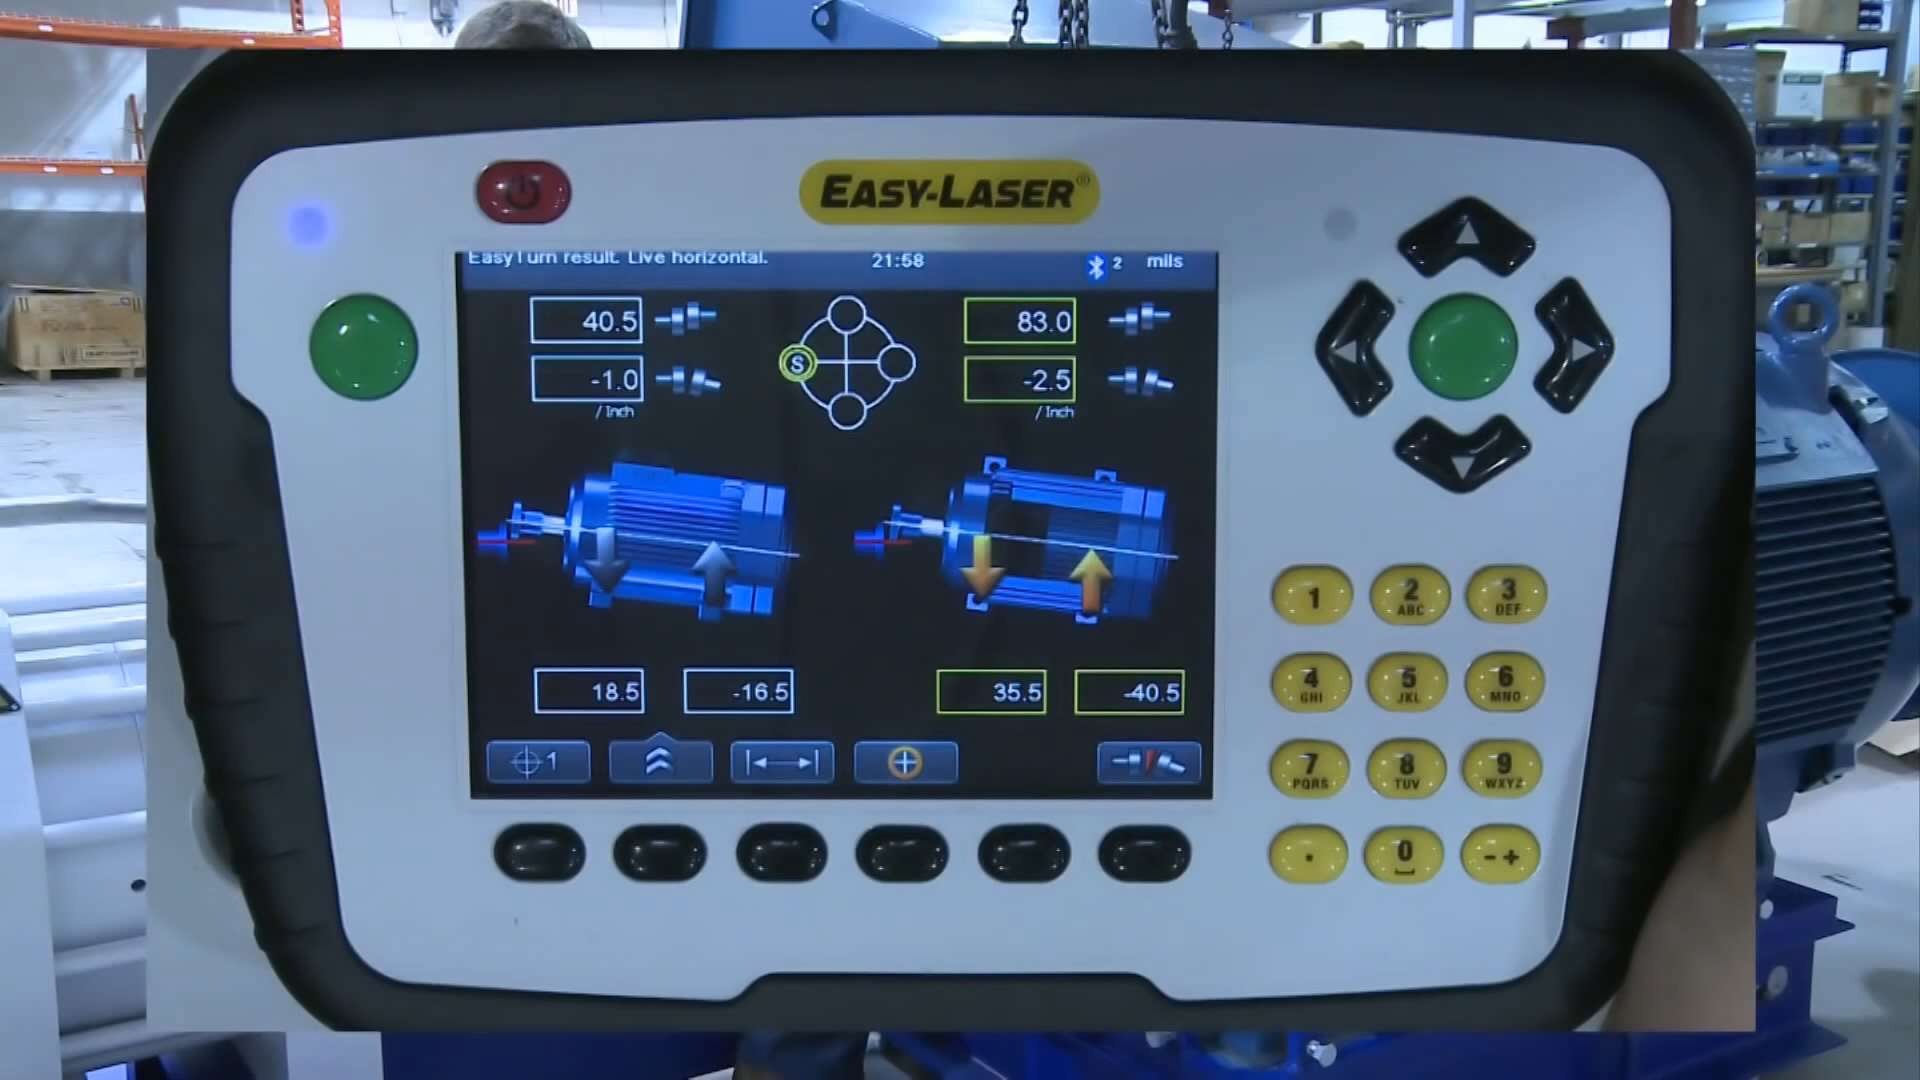 EASY-LASER®
EasyTurn result. Live horizontal. 21:58 2 mils
40.5 83.0
-1.0 -2.5
/Inch /Inch
S
18.5 -16.5 35.5 -40.5
1
1 2 ABC 3 DEF
4 GHI 5 JKL 6 MNO
7 PQRS 8 TUV 9 WXYZ
. 0 - +